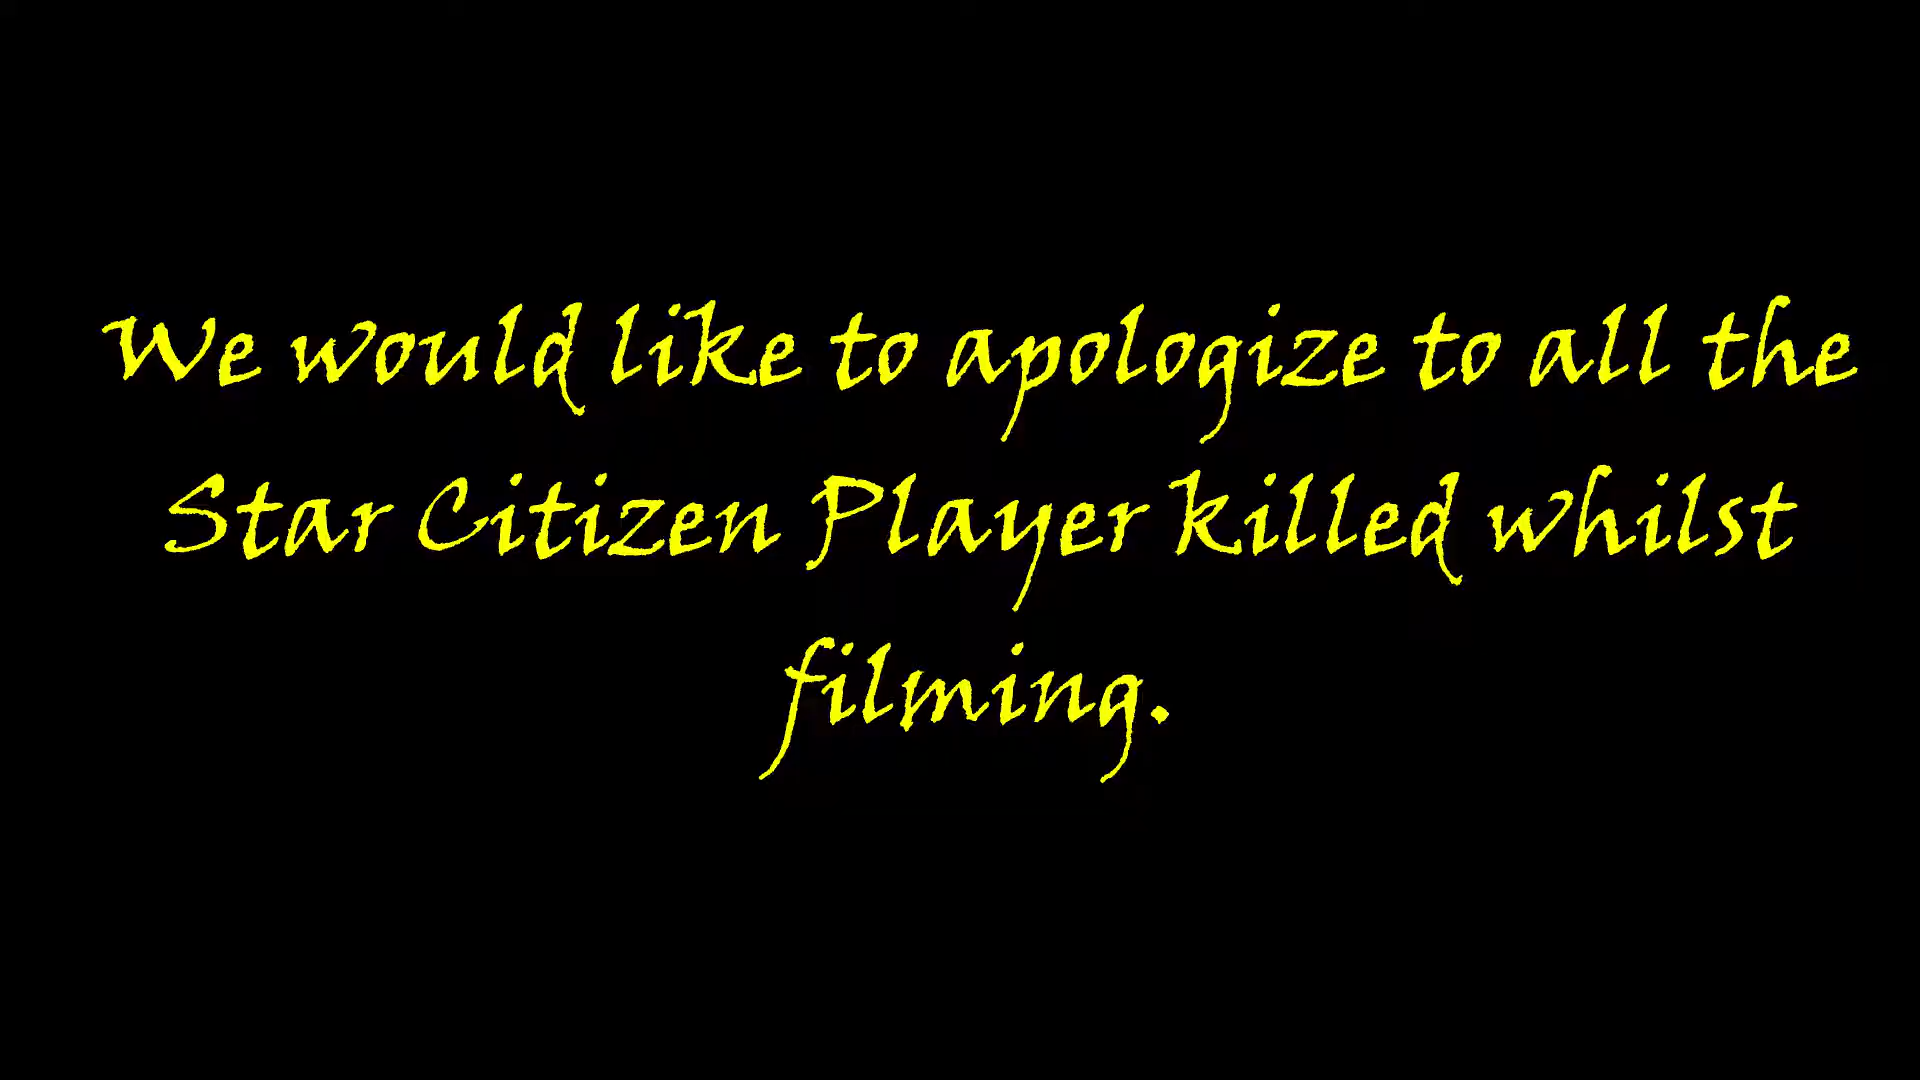 We would like to apologize to all the
Star Citizen Player killed whilst
filming.